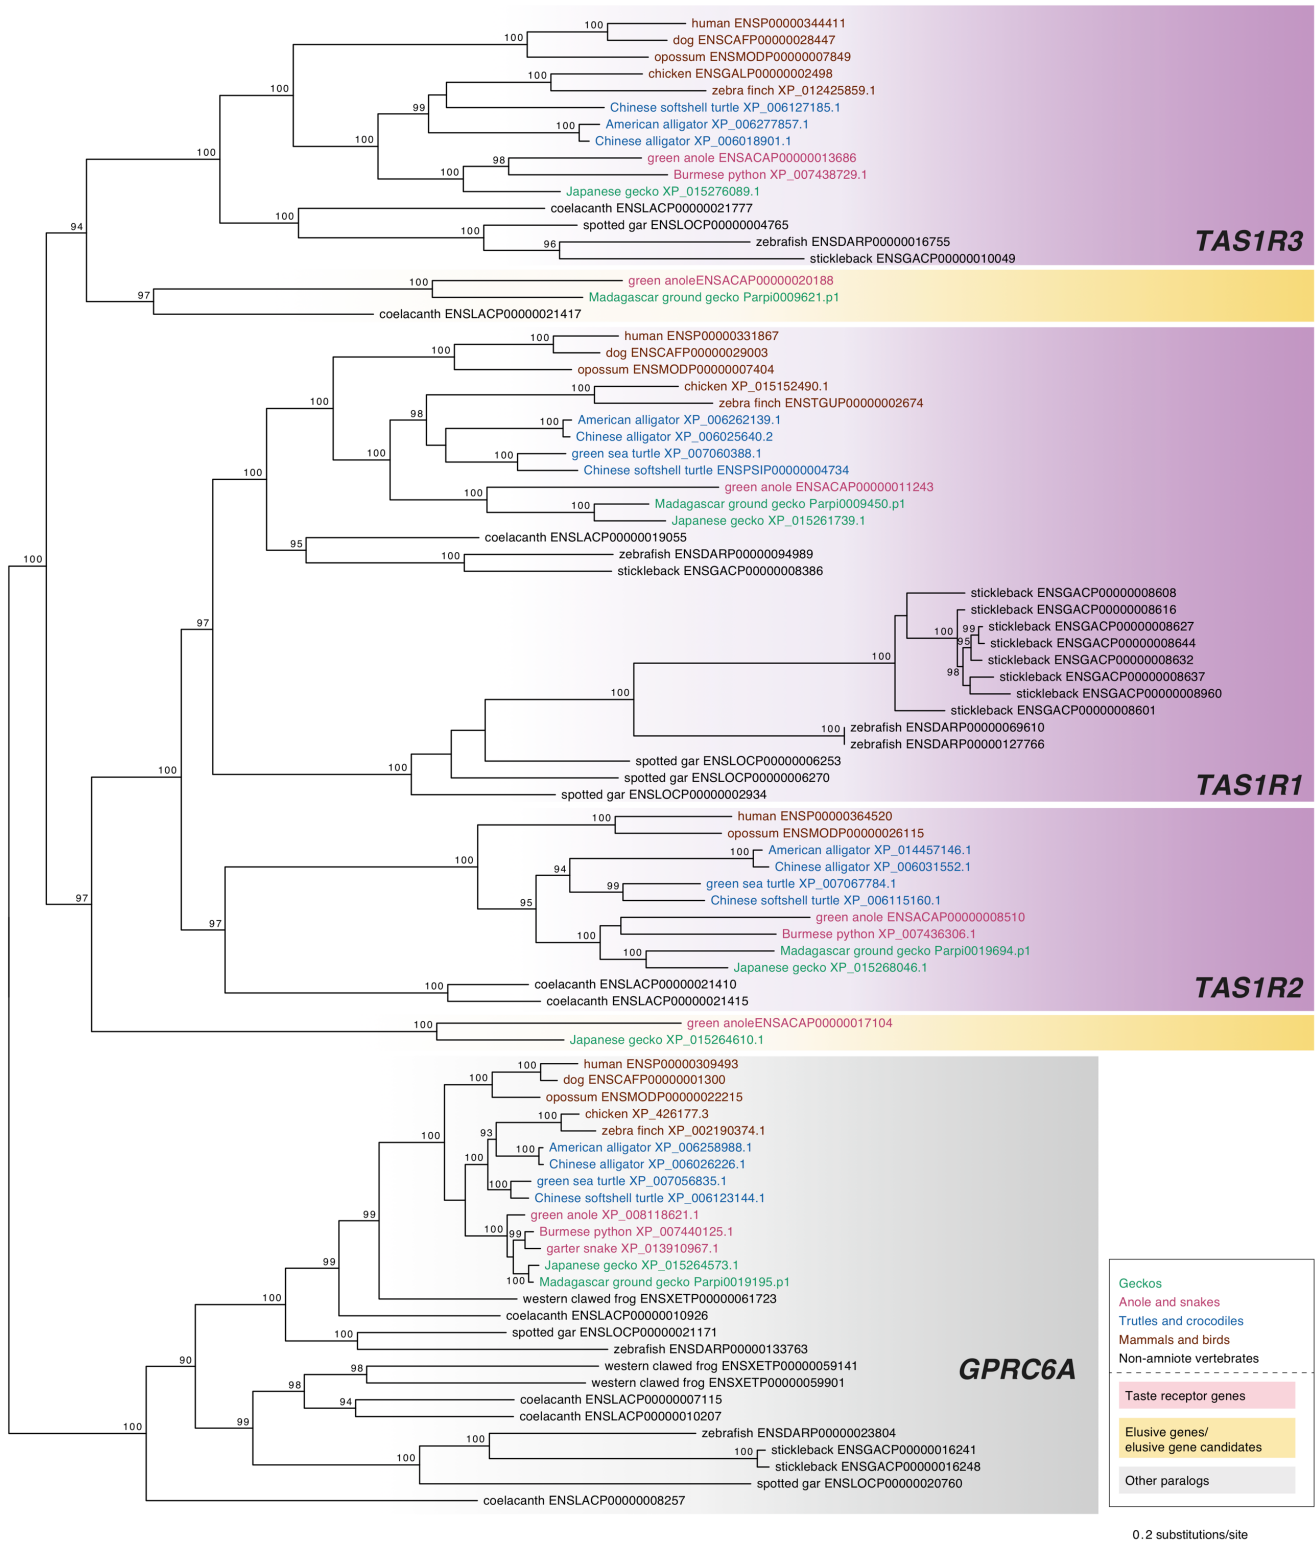 100
human ENSP00000344411
dog ENSCAFP00000028447
opossum ENSMODP00000007849
100
chicken ENSGALP00000002498
zebra finch XP_012425859.1
100
99
Chinese softshell turtle XP_006127185.1
100
American alligator XP_006277857.1
Chinese alligator XP_006018901.1
100
100
98
green anole ENSACAP00000013686
Burmese python XP_007438729.1
100
Japanese gecko XP_015276089.1
coelacanth ENSLACP00000021777
100
spotted gar ENSLOCP00000004765
94
100
zebrafish ENSDARP00000016755
96
stickleback ENSGACP00000010049
TAS1R3
100
green anoleENSACAP00000020188
97
Madagascar ground gecko Parpi0009621.p1
coelacanth ENSLACP00000021417
100
human ENSP00000331867
100
dog ENSCAFP00000029003
opossum ENSMODP00000007404
100
chicken XP_015152490.1
100
98
zebra finch ENSTGUP00000002674
100
American alligator XP_006262139.1
Chinese alligator XP_006025640.2
100
100
green sea turtle XP_007060388.1
Chinese softshell turtle ENSPSIP00000004734
100
100
green anole ENSACAP00000011243
100
Madagascar ground gecko Parpi0009450.p1
Japanese gecko XP_015261739.1
95
coelacanth ENSLACP00000019055
100
zebrafish ENSDARP00000094989
100
stickleback ENSGACP00000008386
stickleback ENSGACP00000008608
stickleback ENSGACP00000008616
97
100
99
stickleback ENSGACP00000008627
95
stickleback ENSGACP00000008644
100
stickleback ENSGACP00000008632
98
stickleback ENSGACP00000008637
100
stickleback ENSGACP00000008960
stickleback ENSGACP00000008601
100
zebrafish ENSDARP00000069610
zebrafish ENSDARP00000127766
100
100
spotted gar ENSLOCP00000006253
spotted gar ENSLOCP00000006270
spotted gar ENSLOCP00000002934
TAS1R1
100
human ENSP00000364520
opossum ENSMODP00000026115
100
100
American alligator XP_014457146.1
94
Chinese alligator XP_006031552.1
99
green sea turtle XP_007067784.1
97
95
Chinese softshell turtle XP_006115160.1
97
green anole ENSACAP00000008510
100
Burmese python XP_007436306.1
100
Madagascar ground gecko Parpi0019694.p1
Japanese gecko XP_015268046.1
100
coelacanth ENSLACP00000021410
coelacanth ENSLACP00000021415
TAS1R2
100
green anoleENSACAP00000017104
Japanese gecko XP_015264610.1
100
human ENSP00000309493
100
dog ENSCAFP00000001300
opossum ENSMODP00000022215
100
chicken XP_426177.3
100
93
zebra finch XP_002190374.1
100
American alligator XP_006258988.1
100
Chinese alligator XP_006026226.1
100
green sea turtle XP_007056835.1
Chinese softshell turtle XP_006123144.1
99
green anole XP_008118621.1
100
99
Burmese python XP_007440125.1
garter snake XP_013910967.1
99
Japanese gecko XP_015264573.1
100
Madagascar ground gecko Parpi0019195.p1
100
western clawed frog ENSXETP00000061723
coelacanth ENSLACP00000010926
100
spotted gar ENSLOCP00000021171
zebrafish ENSDARP00000133763
90
98
western clawed frog ENSXETP00000059141
98
western clawed frog ENSXETP00000059901
94
coelacanth ENSLACP00000007115
coelacanth ENSLACP00000010207
100
99
100
zebrafish ENSDARP00000023804
100
100
stickleback ENSGACP00000016241
stickleback ENSGACP00000016248
spotted gar ENSLOCP00000020760
coelacanth ENSLACP00000008257
GPRC6A
Geckos
Anole and snakes
Trutles and crocodiles
Mammals and birds
Non-amniote vertebrates
Taste receptor genes
Elusive genes/
elusive gene candidates
Other paralogs
0.2 substitutions/site